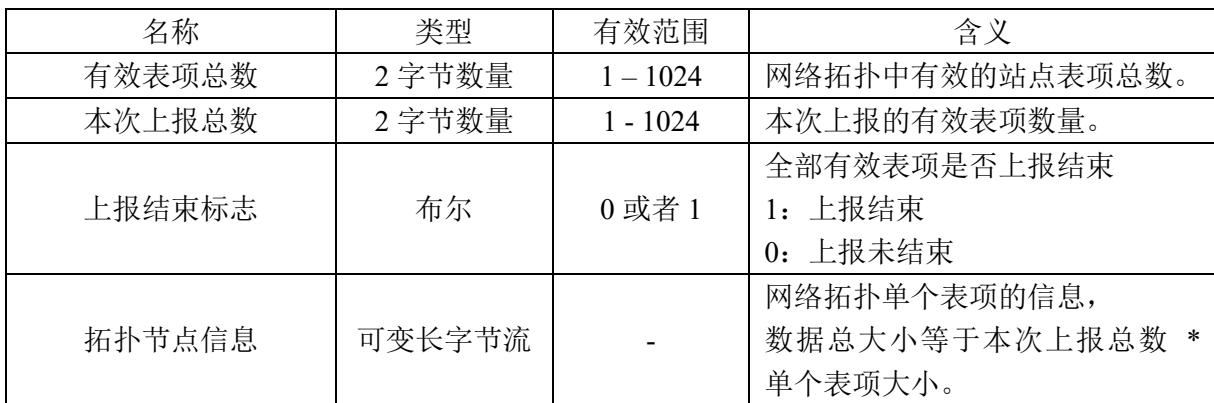 名称 类型 有效范围 含义
有效表项总数 2 字节数量 1 – 1024 网络拓扑中有效的站点表项总数。
本次上报总数 2 字节数量 1 - 1024 本次上报的有效表项数量。
上报结束标志 布尔 0 或者 1 全部有效表项是否上报结束
1：上报结束
0：上报未结束
拓扑节点信息 可变长字节流 - 网络拓扑单个表项的信息，
数据总大小等于本次上报总数 *
单个表项大小。